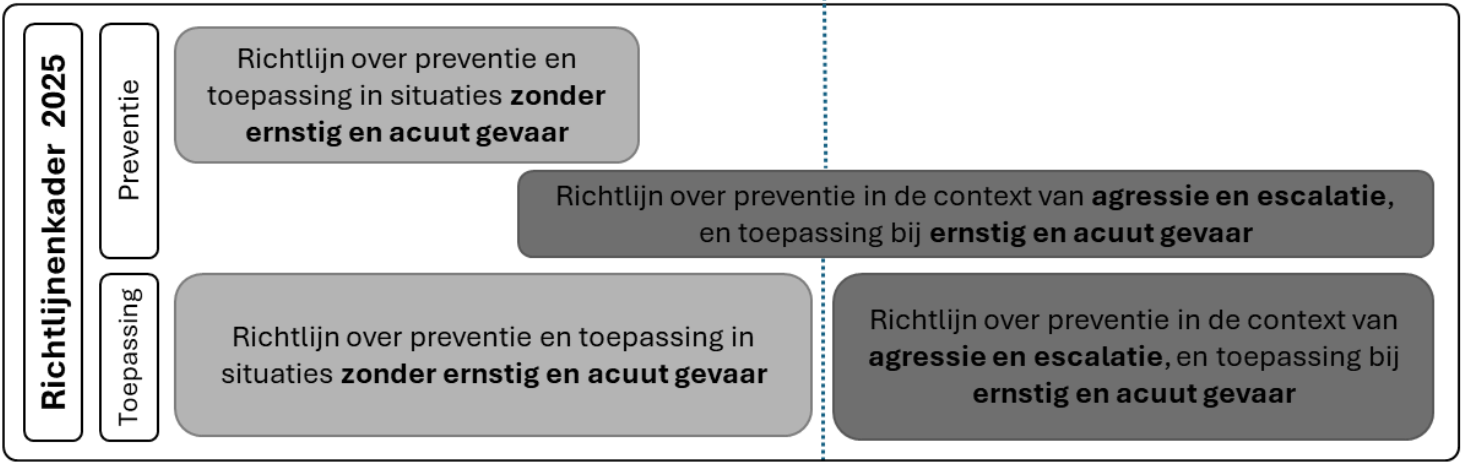 Richtlijnenkader 2025
Preventie
Richtlijn over preventie en
toepassing in situaties zonder
ernstig en acuut gevaar
Richtlijn over preventie in de context van agressie en escalatie,
en toepassing bij ernstig en acuut gevaar
Toepassing
Richtlijn over preventie en toepassing in
situaties zonder ernstig en acuut gevaar
Richtlijn over preventie in de context van
agressie en escalatie, en toepassing bij
ernstig en acuut gevaar